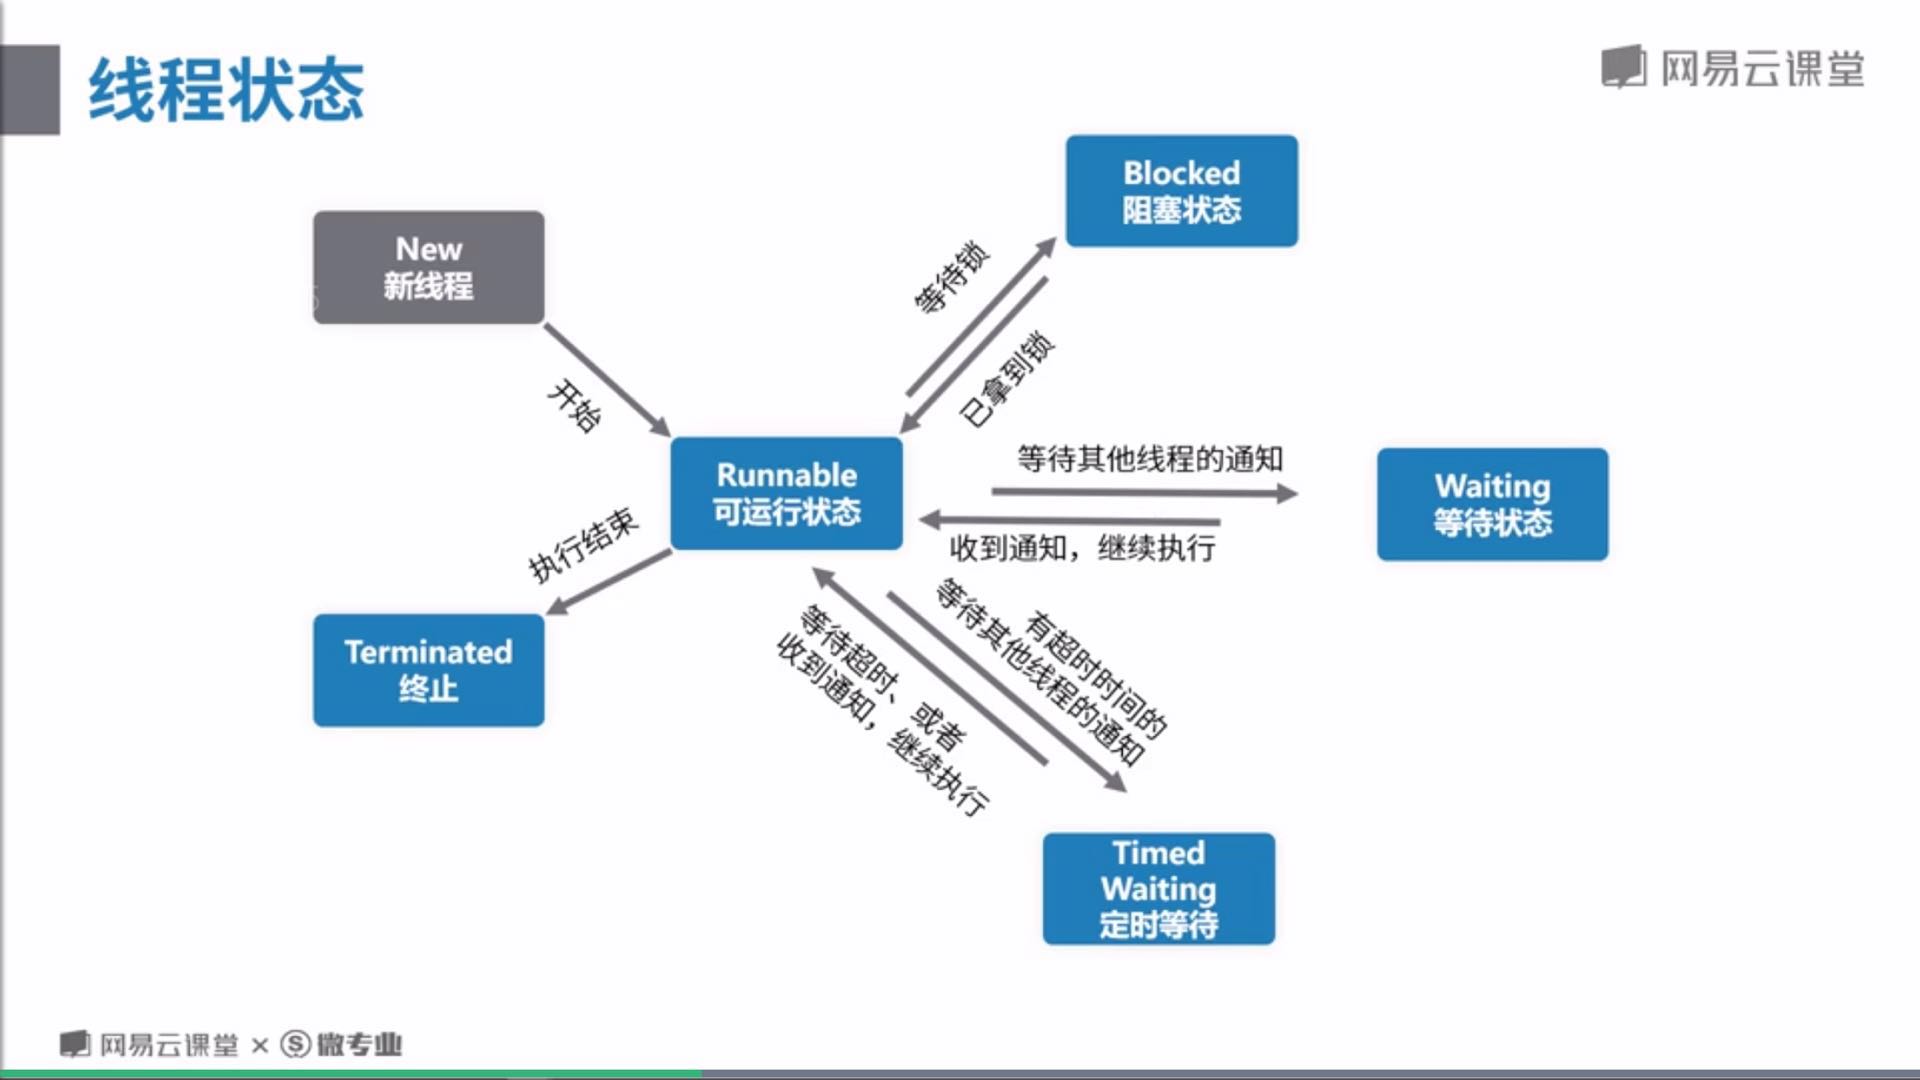 线程状态
网易云课堂
Blocked
阻塞状态
New
新线程
等待锁
已拿到锁
开始
等待其他线程的通知
Runnable
可运行状态
Waiting
等待状态
收到通知，继续执行
执行结束
有超时时间的
等待其他线程的通知
等待超时、或者
收到通知，继续执行
Terminated
终止
Timed
Waiting
定时等待
网易云课堂 × Ⓢ微专业